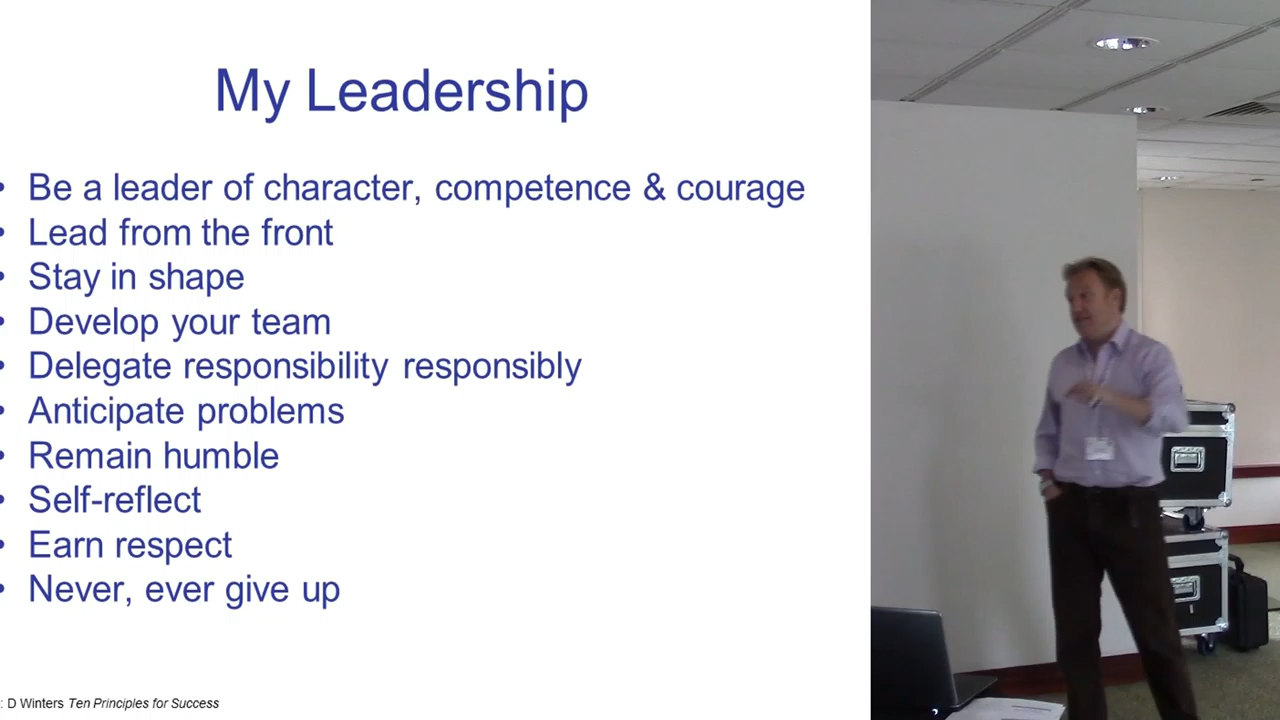 My Leadership
• Be a leader of character, competence & courage
• Lead from the front
• Stay in shape
• Develop your team
• Delegate responsibility responsibly
• Anticipate problems
• Remain humble
• Self-reflect
• Earn respect
• Never, ever give up
: D Winters Ten Principles for Success